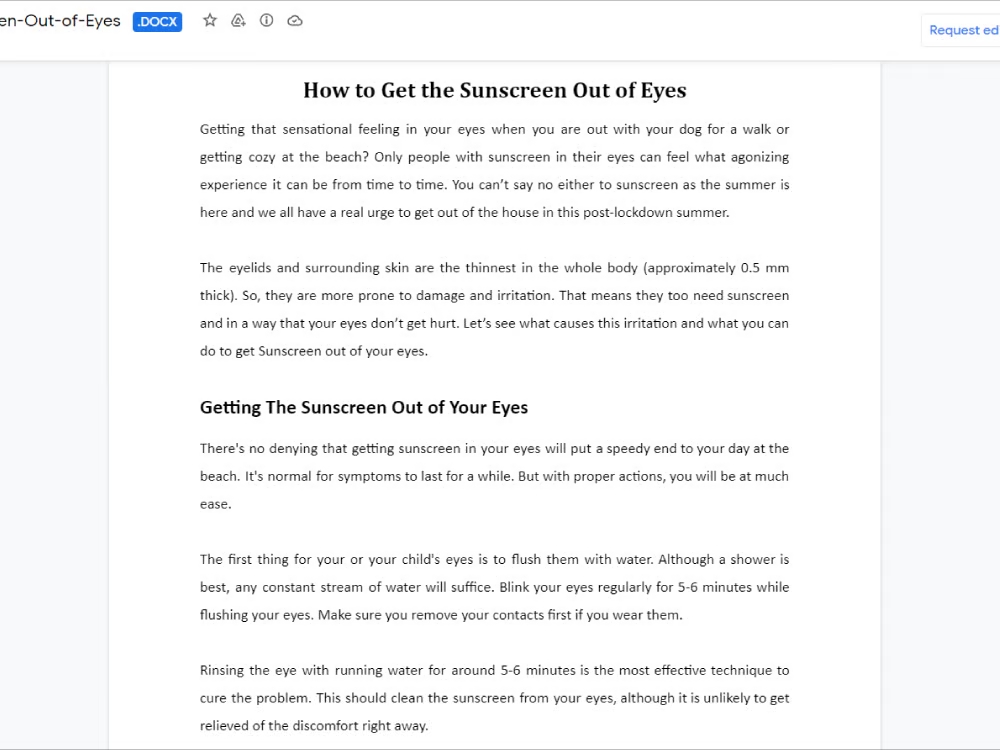 en-Out-of-Eyes .DOCX
Request ed
How to Get the Sunscreen Out of Eyes
Getting that sensational feeling in your eyes when you are out with your dog for a walk or
getting cozy at the beach? Only people with sunscreen in their eyes can feel what agonizing
experience it can be from time to time. You can’t say no either to sunscreen as the summer is
here and we all have a real urge to get out of the house in this post-lockdown summer.
The eyelids and surrounding skin are the thinnest in the whole body (approximately 0.5 mm
thick). So, they are more prone to damage and irritation. That means they too need sunscreen
and in a way that your eyes don’t get hurt. Let’s see what causes this irritation and what you can
do to get Sunscreen out of your eyes.
Getting The Sunscreen Out of Your Eyes
There's no denying that getting sunscreen in your eyes will put a speedy end to your day at the
beach. It's normal for symptoms to last for a while. But with proper actions, you will be at much
ease.
The first thing for your or your child's eyes is to flush them with water. Although a shower is
best, any constant stream of water will suffice. Blink your eyes regularly for 5-6 minutes while
flushing your eyes. Make sure you remove your contacts first if you wear them.
Rinsing the eye with running water for around 5-6 minutes is the most effective technique to
cure the problem. This should clean the sunscreen from your eyes, although it is unlikely to get
relieved of the discomfort right away.